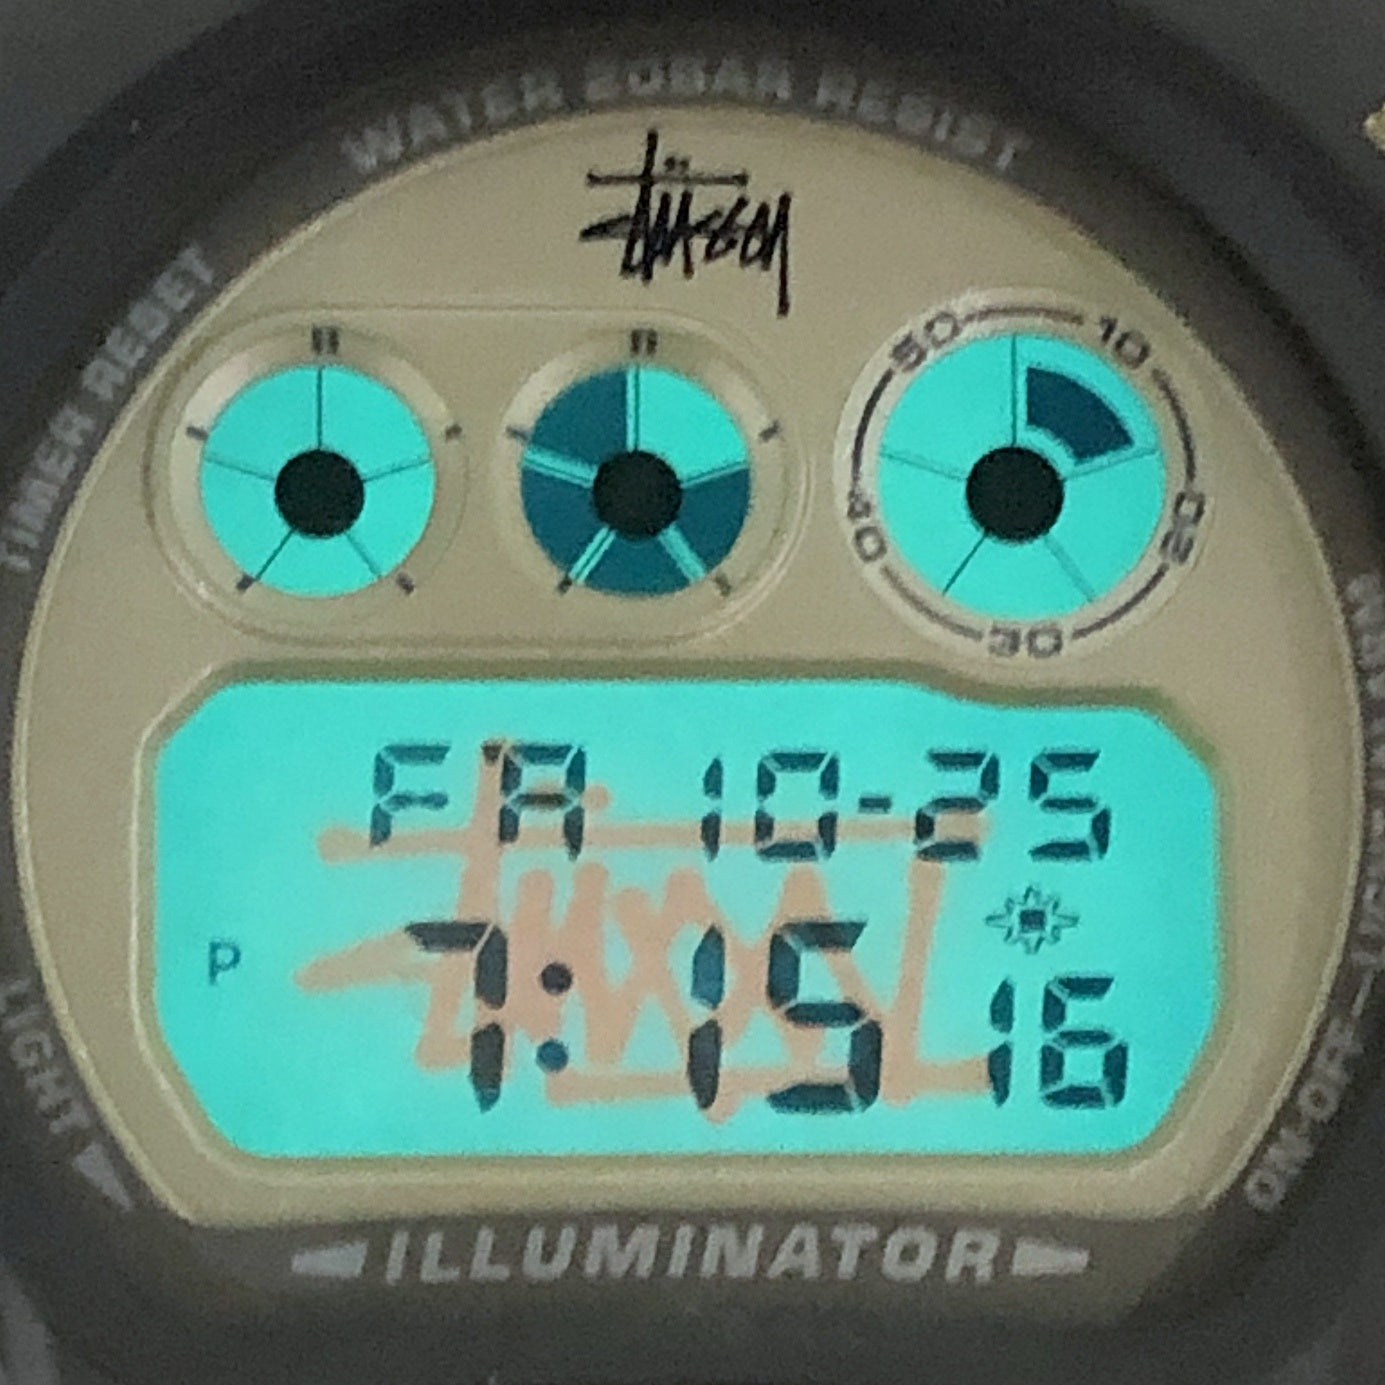 WATER 20BAR RESIST
Stüssy
TIMER RESET
50 10
40 20
30
FR 10-25
P 7:15 16
LIGHT
ON-OFF
ILLUMINATOR